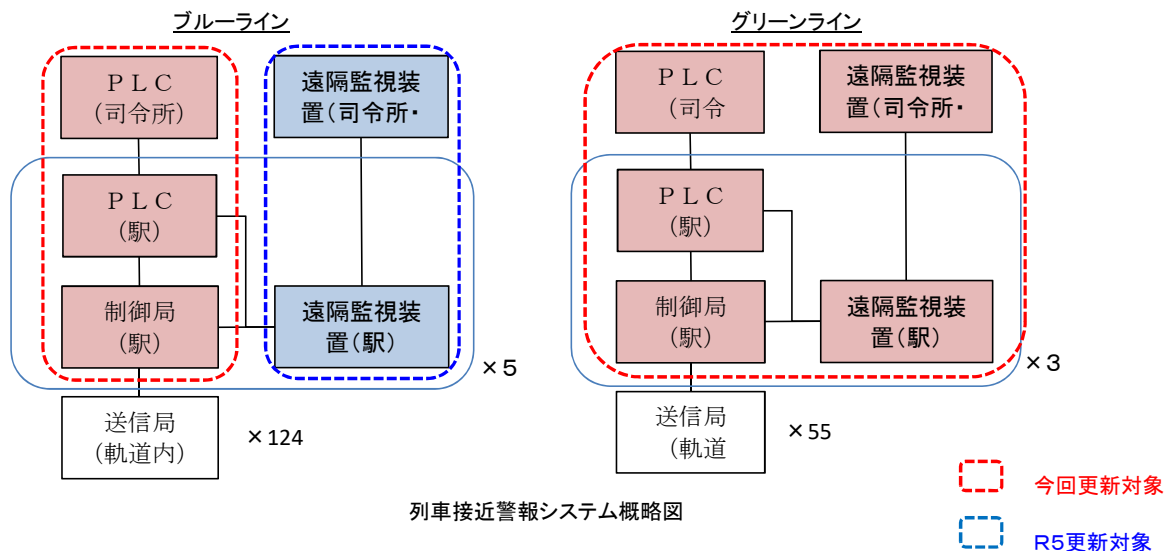 ブルーライン
ＰＬＣ
(司令所)
遠隔監視装
置(司令所・
ＰＬＣ
(駅)
制御局
(駅)
遠隔監視装
置(駅)
×5
送信局
(軌道内)
×124
グリーンライン
ＰＬＣ
(司令
遠隔監視装
置(司令所・
ＰＬＣ
(駅)
制御局
(駅)
遠隔監視装
置(駅)
×3
送信局
(軌道
×55
列車接近警報システム概略図
今回更新対象
R5更新対象